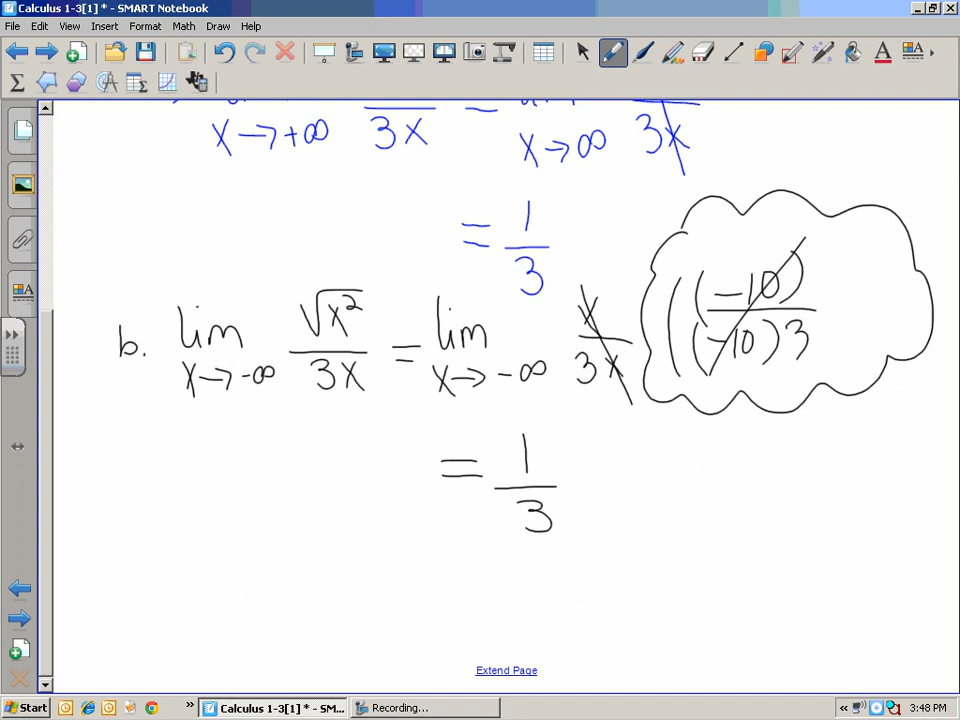 Calculus 1-3[1] * - SMART Notebook
File Edit View Insert Format Tools Math Draw Help
x→+∞ 3x = x→∞ 3x
= 1/3
b. lim x→-∞ √x²/3x = lim x→-∞ x/3x ((-10)/(-10)3
= 1/3
Extend Page
Start » Calculus 1-3[1] * - SM... Recording... « 3:48 PM